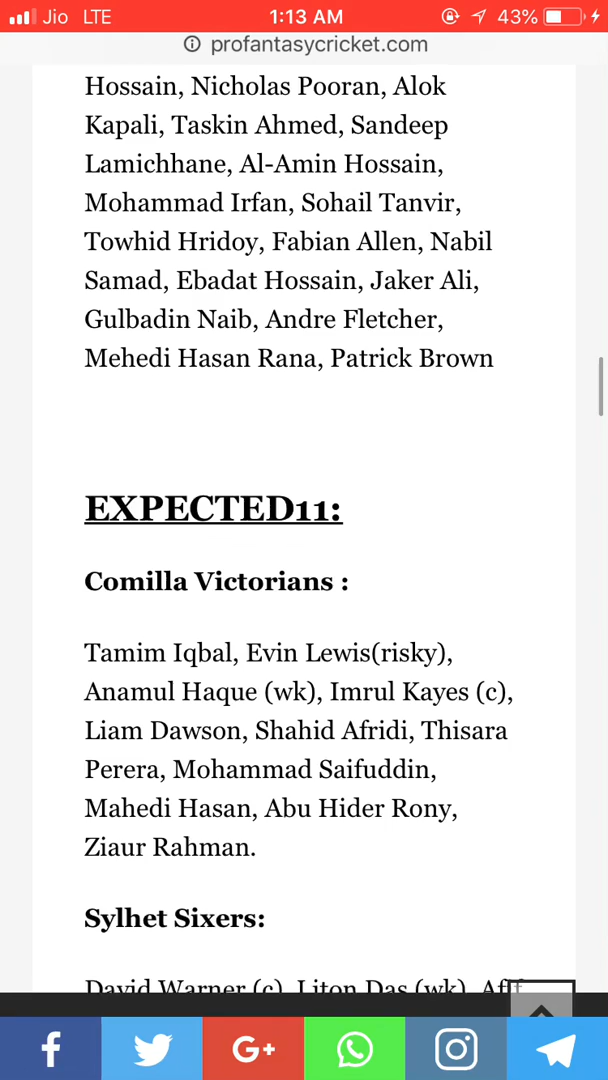 Jio LTE 1:13 AM 43%
profantasycricket.com
Hossain, Nicholas Pooran, Alok
Kapali, Taskin Ahmed, Sandeep
Lamichhane, Al-Amin Hossain,
Mohammad Irfan, Sohail Tanvir,
Towhid Hridoy, Fabian Allen, Nabil
Samad, Ebadat Hossain, Jaker Ali,
Gulbadin Naib, Andre Fletcher,
Mehedi Hasan Rana, Patrick Brown
EXPECTED11:
Comilla Victorians :
Tamim Iqbal, Evin Lewis(risky),
Anamul Haque (wk), Imrul Kayes (c),
Liam Dawson, Shahid Afridi, Thisara
Perera, Mohammad Saifuddin,
Mahedi Hasan, Abu Hider Rony,
Ziaur Rahman.
Sylhet Sixers:
David Warner (c), Liton Das (wk), Afif
G+